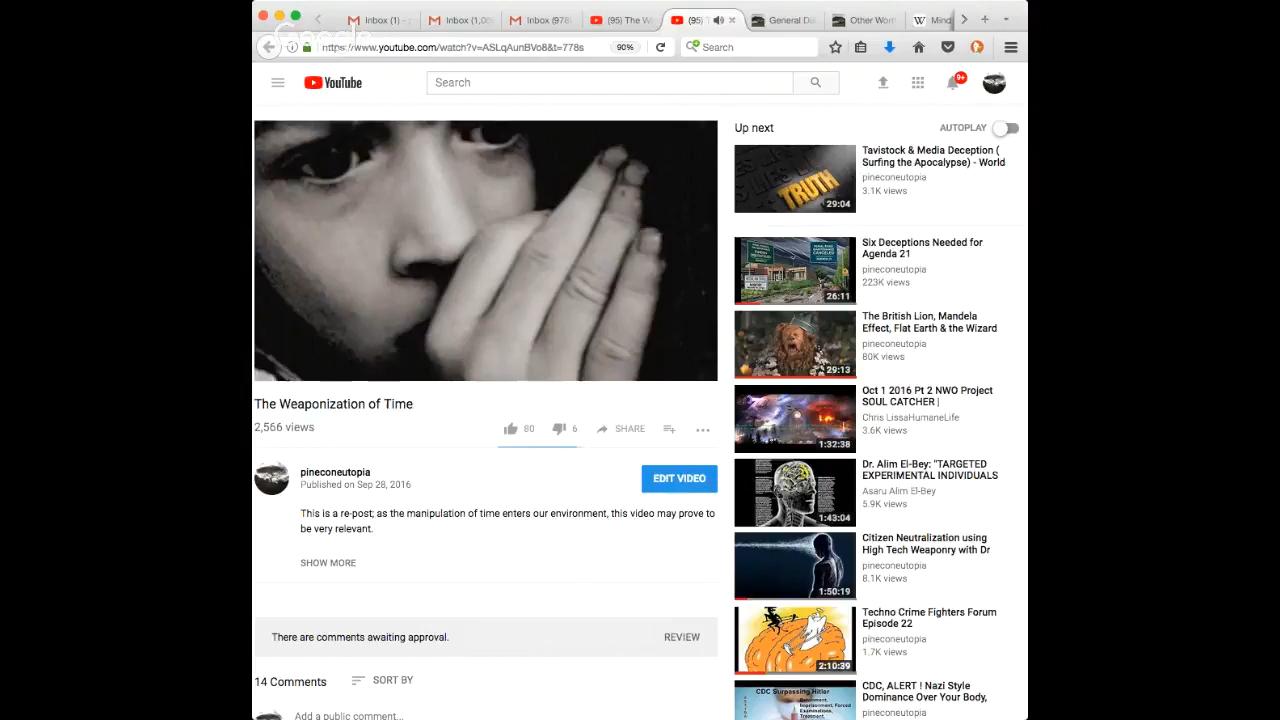 Inbox (1) -
Inbox (1,00
Inbox (978
(95) The W
(95) T
General Di
Other Wor
Mind
Google
https://www.youtube.com/watch?v=ASLqAunBVo8&t=778s
90%
Search
YouTube
Search
9+
Up next
AUTOPLAY
TRUTH
29:04
Tavistock & Media Deception (
Surfing the Apocalypse) - World
pineconeutopia
3.1K views
26:11
Six Deceptions Needed for
Agenda 21
pineconeutopia
223K views
29:13
The British Lion, Mandela
Effect, Flat Earth & the Wizard
pineconeutopia
80K views
1:32:38
Oct 1 2016 Pt 2 NWO Project
SOUL CATCHER |
Chris LissaHumaneLife
3.6K views
1:43:04
Dr. Alim El-Bey: "TARGETED
EXPERIMENTAL INDIVIDUALS
Asaru Alim El-Bey
5.9K views
1:50:19
Citizen Neutralization using
High Tech Weaponry with Dr
pineconeutopia
8.1K views
2:10:39
Techno Crime Fighters Forum
Episode 22
pineconeutopia
1.7K views
CDC Surpassing Hitler
CDC, ALERT ! Nazi Style
Dominance Over Your Body,
pineconeutopia
The Weaponization of Time
2,566 views
80
6
SHARE
pineconeutopia
Published on Sep 28, 2016
EDIT VIDEO
This is a re-post; as the manipulation of time enters our environment, this video may prove to
be very relevant.
SHOW MORE
There are comments awaiting approval.
REVIEW
14 Comments
SORT BY
Add a public comment...